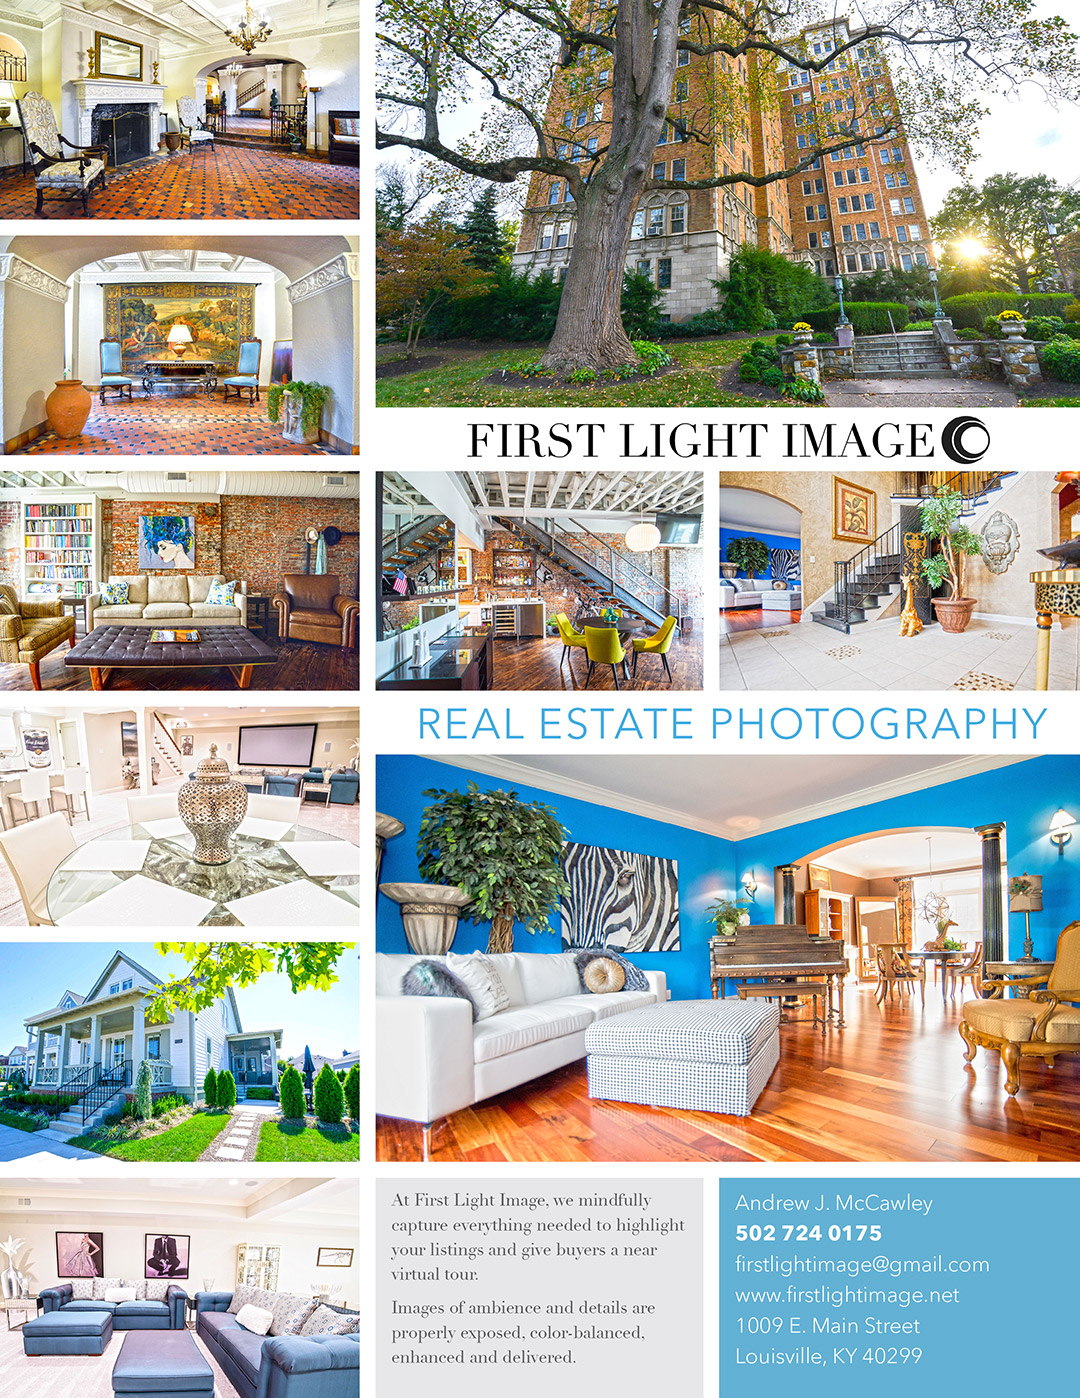 FIRST LIGHT IMAGE
REAL ESTATE PHOTOGRAPHY
At First Light Image, we mindfully
capture everything needed to highlight
your listings and give buyers a near
virtual tour.
Images of ambience and details are
properly exposed, color-balanced,
enhanced and delivered.
Andrew J. McCawley
502 724 0175
firstlightimage@gmail.com
www.firstlightimage.net
1009 E. Main Street
Louisville, KY 40299